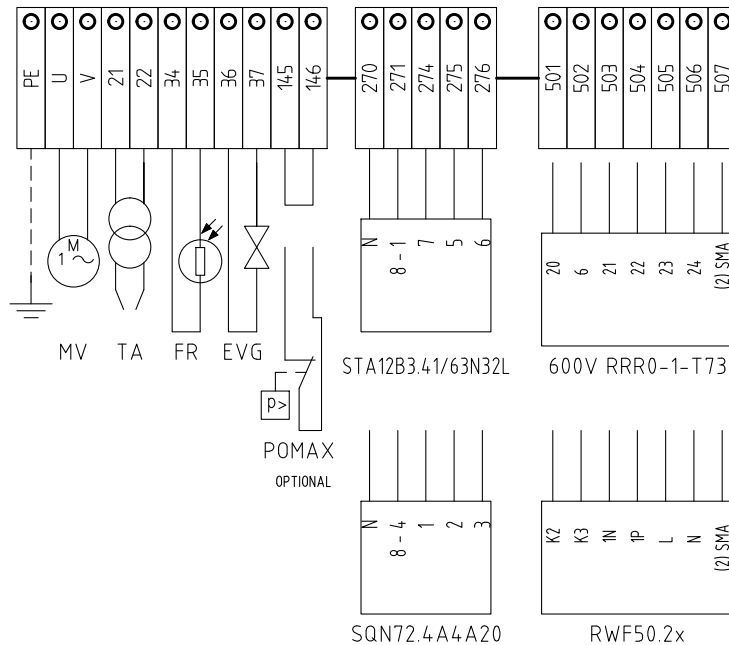 PE U V 21 22 34 35 36 37 145 146 270 271 274 275 276 501 502 503 504 505 506 507
M
1 ~
N 8-1 7 5 6
20 6 21 22 23 24 (2) SMA
MV TA FR EVG
STA12B3.41/63N32L
600V RRR0-1-T73
p>
POMAX
OPTIONAL
N 8-4 1 2 3
K2 K3 1N 1P L N (2) SMA
SQN72.4A4A20
RWF50.2x